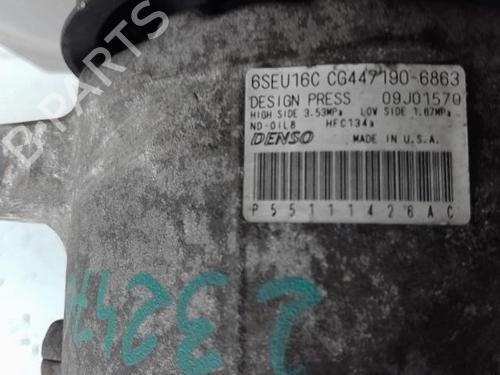 6SEU16C CG447190-6863
DESIGN PRESS 09J01570
HIGH SIDE 3.53MPa LOW SIDE 1.67MPa
ND-OIL8 HFC134a
DENSO MADE IN U.S.A.
P55111428AC
B-Parts